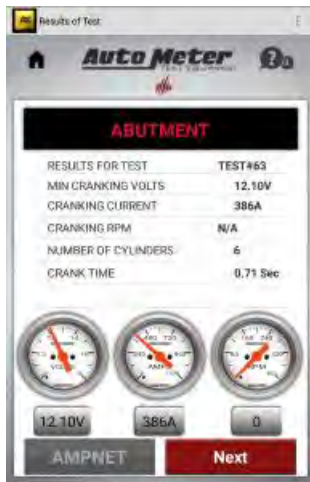 Results of Test
Auto Meter
ABUTMENT
RESULTS FOR TEST TEST#63
MIN CRANKING VOLTS 12.10V
CRANKING CURRENT 386A
CRANKING RPM N/A
NUMBER OF CYLINDERS 6
CRANK TIME 0.71 Sec
12.10V 386A 0
AMPNET Next